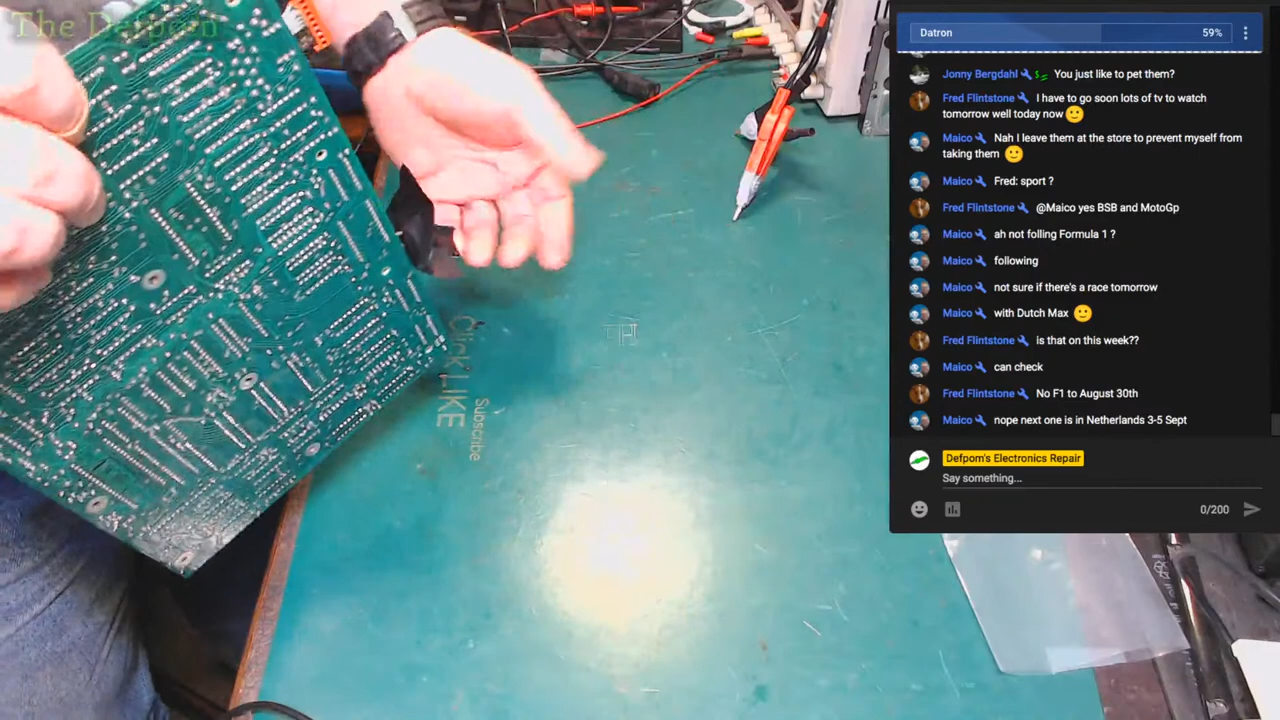 The Defpom
Datron
59%
Jonny Bergdahl You just like to pet them?
Fred Flintstone I have to go soon lots of tv to watch
tomorrow well today now
Maico Nah I leave them at the store to prevent myself from
taking them
Maico Fred: sport ?
Fred Flintstone @Maico yes BSB and MotoGp
Maico ah not folling Formula 1 ?
Maico following
Maico not sure if there's a race tomorrow
Maico with Dutch Max
Fred Flintstone is that on this week??
Maico can check
Fred Flintstone No F1 to August 30th
Maico nope next one is in Netherlands 3-5 Sept
Defpom's Electronics Repair
Say something...
0/200
Click LIKE
Subscribe